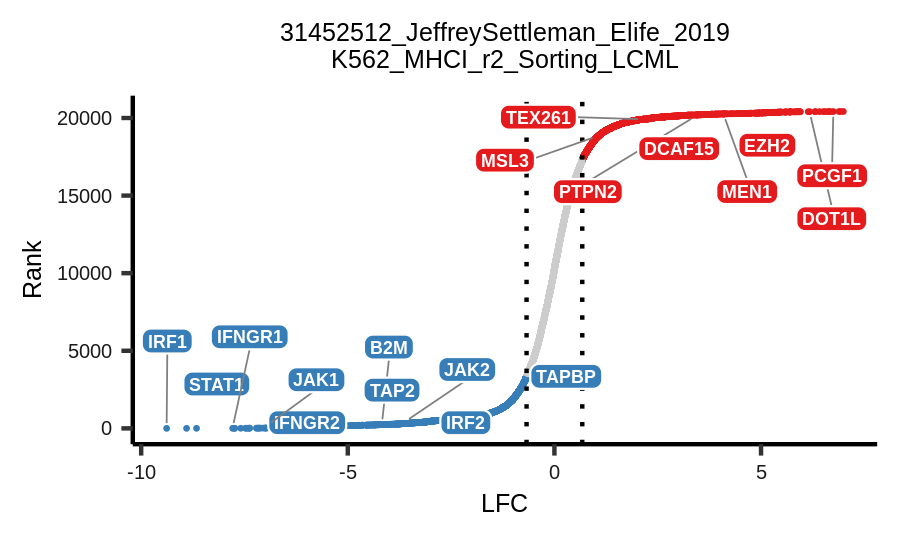 31452512_JeffreySettleman_Elife_2019
K562_MHCI_r2_Sorting_LCML
Rank
20000
15000
10000
5000
0
TEX261
MSL3
DCAF15
EZH2
PTPN2
MEN1
PCGF1
DOT1L
IRF1
IFNGR1
B2M
STAT1
JAK1
TAP2
JAK2
TAPBP
IFNGR2
IRF2
-10
-5
0
5
LFC